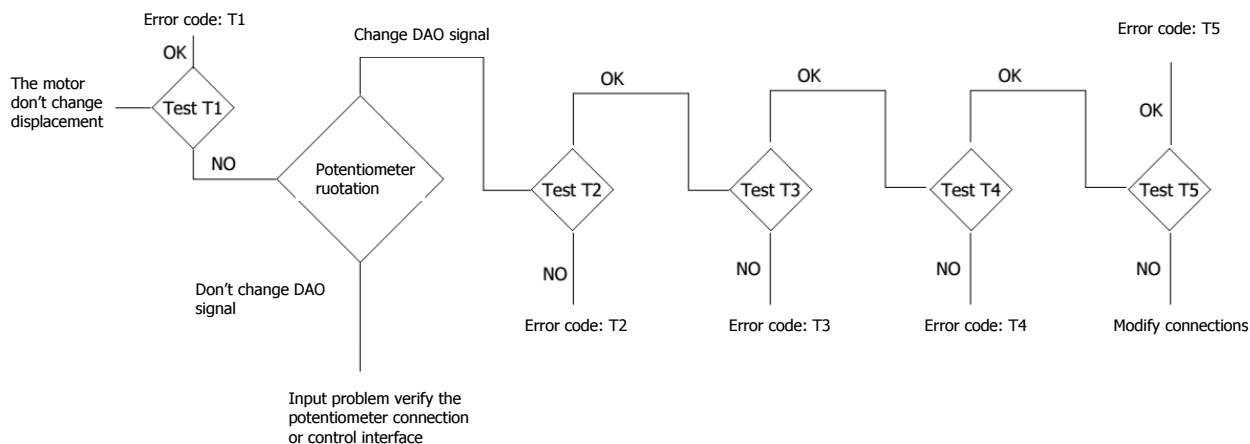 Error code: T1
OK
The motor
don't change
displacement
Test T1
NO
Potentiometer
ruotation
Change DAO signal
Don't change DAO
signal
Input problem verify the
potentiometer connection
or control interface
Test T2
OK
NO
Error code: T2
Test T3
OK
NO
Error code: T3
Test T4
OK
NO
Error code: T4
Error code: T5
OK
Test T5
NO
Modify connections